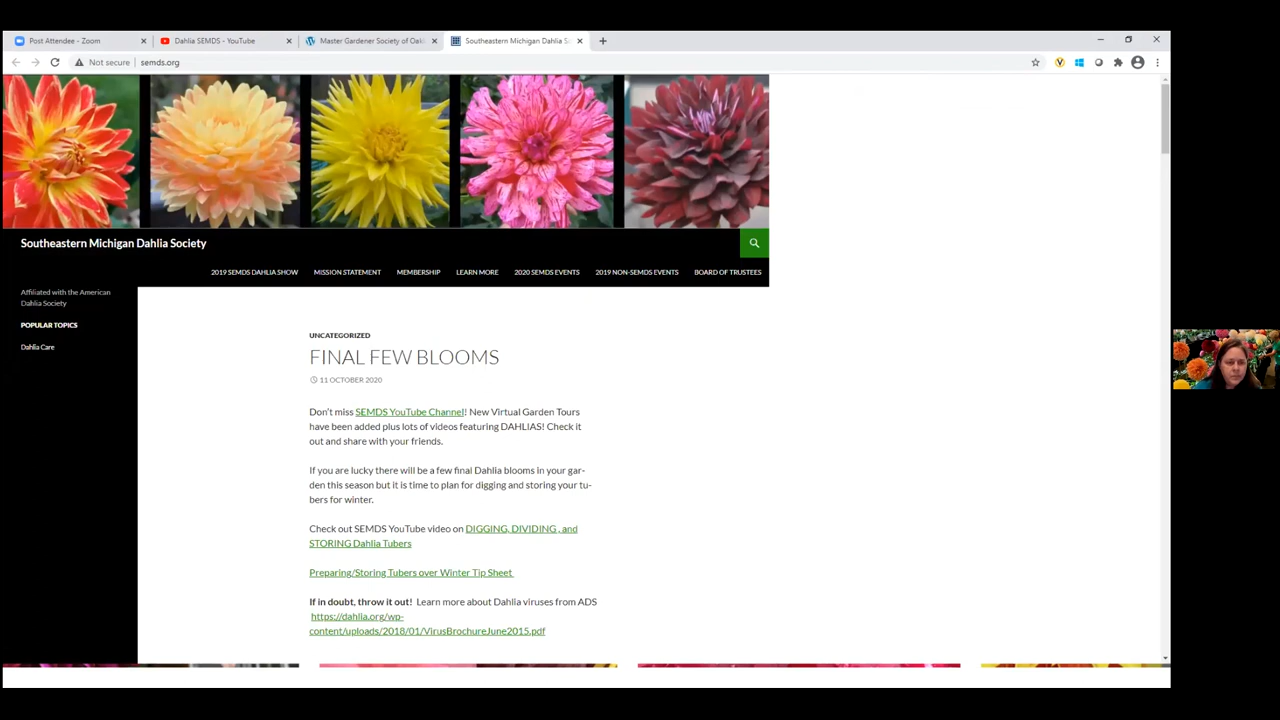 Post Attendee - Zoom
Dahlia SEMDS - YouTube
Master Gardener Society of Oakl
Southeastern Michigan Dahlia So
Not secure
semds.org
Southeastern Michigan Dahlia Society
2019 SEMDS DAHLIA SHOW
MISSION STATEMENT
MEMBERSHIP
LEARN MORE
2020 SEMDS EVENTS
2019 NON-SEMDS EVENTS
BOARD OF TRUSTEES
Affiliated with the American
Dahlia Society
POPULAR TOPICS
Dahlia Care
UNCATEGORIZED
FINAL FEW BLOOMS
11 OCTOBER 2020
Don't miss SEMDS YouTube Channel! New Virtual Garden Tours
have been added plus lots of videos featuring DAHLIAS! Check it
out and share with your friends.
If you are lucky there will be a few final Dahlia blooms in your gar-
den this season but it is time to plan for digging and storing your tu-
bers for winter.
Check out SEMDS YouTube video on DIGGING, DIVIDING , and
STORING Dahlia Tubers
Preparing/Storing Tubers over Winter Tip Sheet
If in doubt, throw it out! Learn more about Dahlia viruses from ADS
https://dahlia.org/wp-
content/uploads/2018/01/VirusBrochureJune2015.pdf